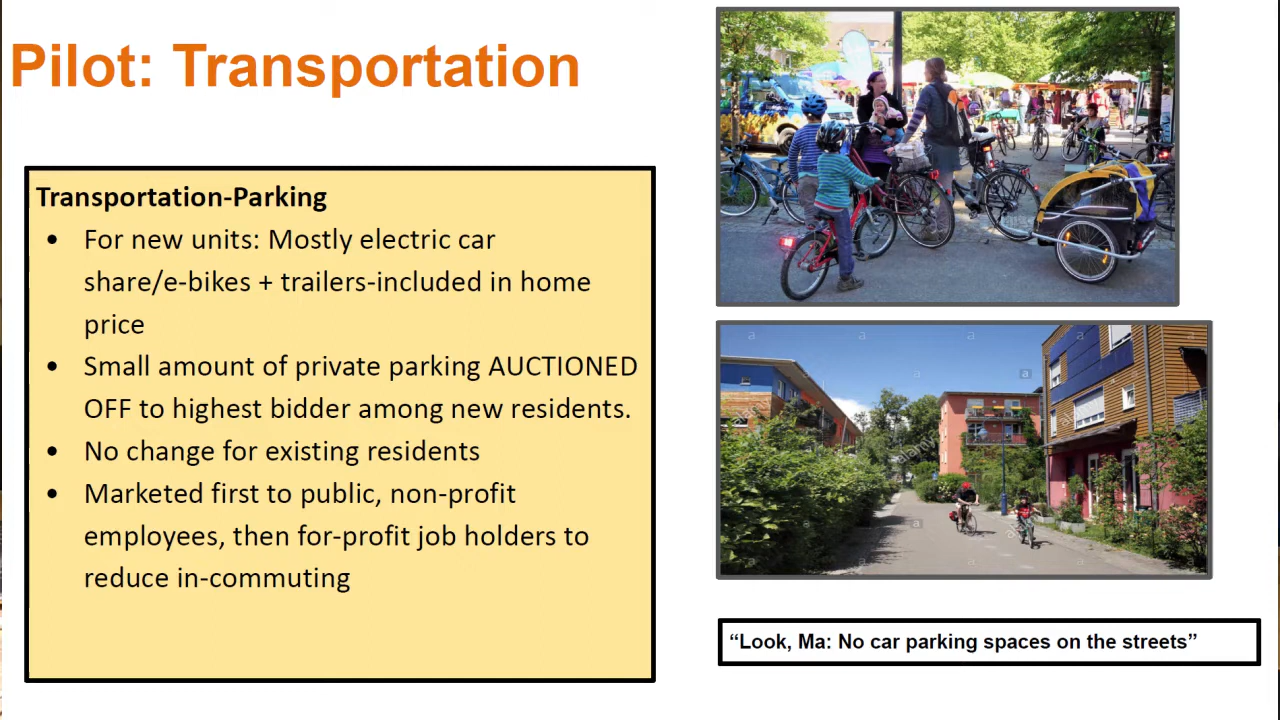 Pilot: Transportation
Transportation-Parking
• For new units: Mostly electric car
share/e-bikes + trailers-included in home
price
• Small amount of private parking AUCTIONED
OFF to highest bidder among new residents.
• No change for existing residents
• Marketed first to public, non-profit
employees, then for-profit job holders to
reduce in-commuting
a a a a
a a
a
a a a
“Look, Ma: No car parking spaces on the streets”